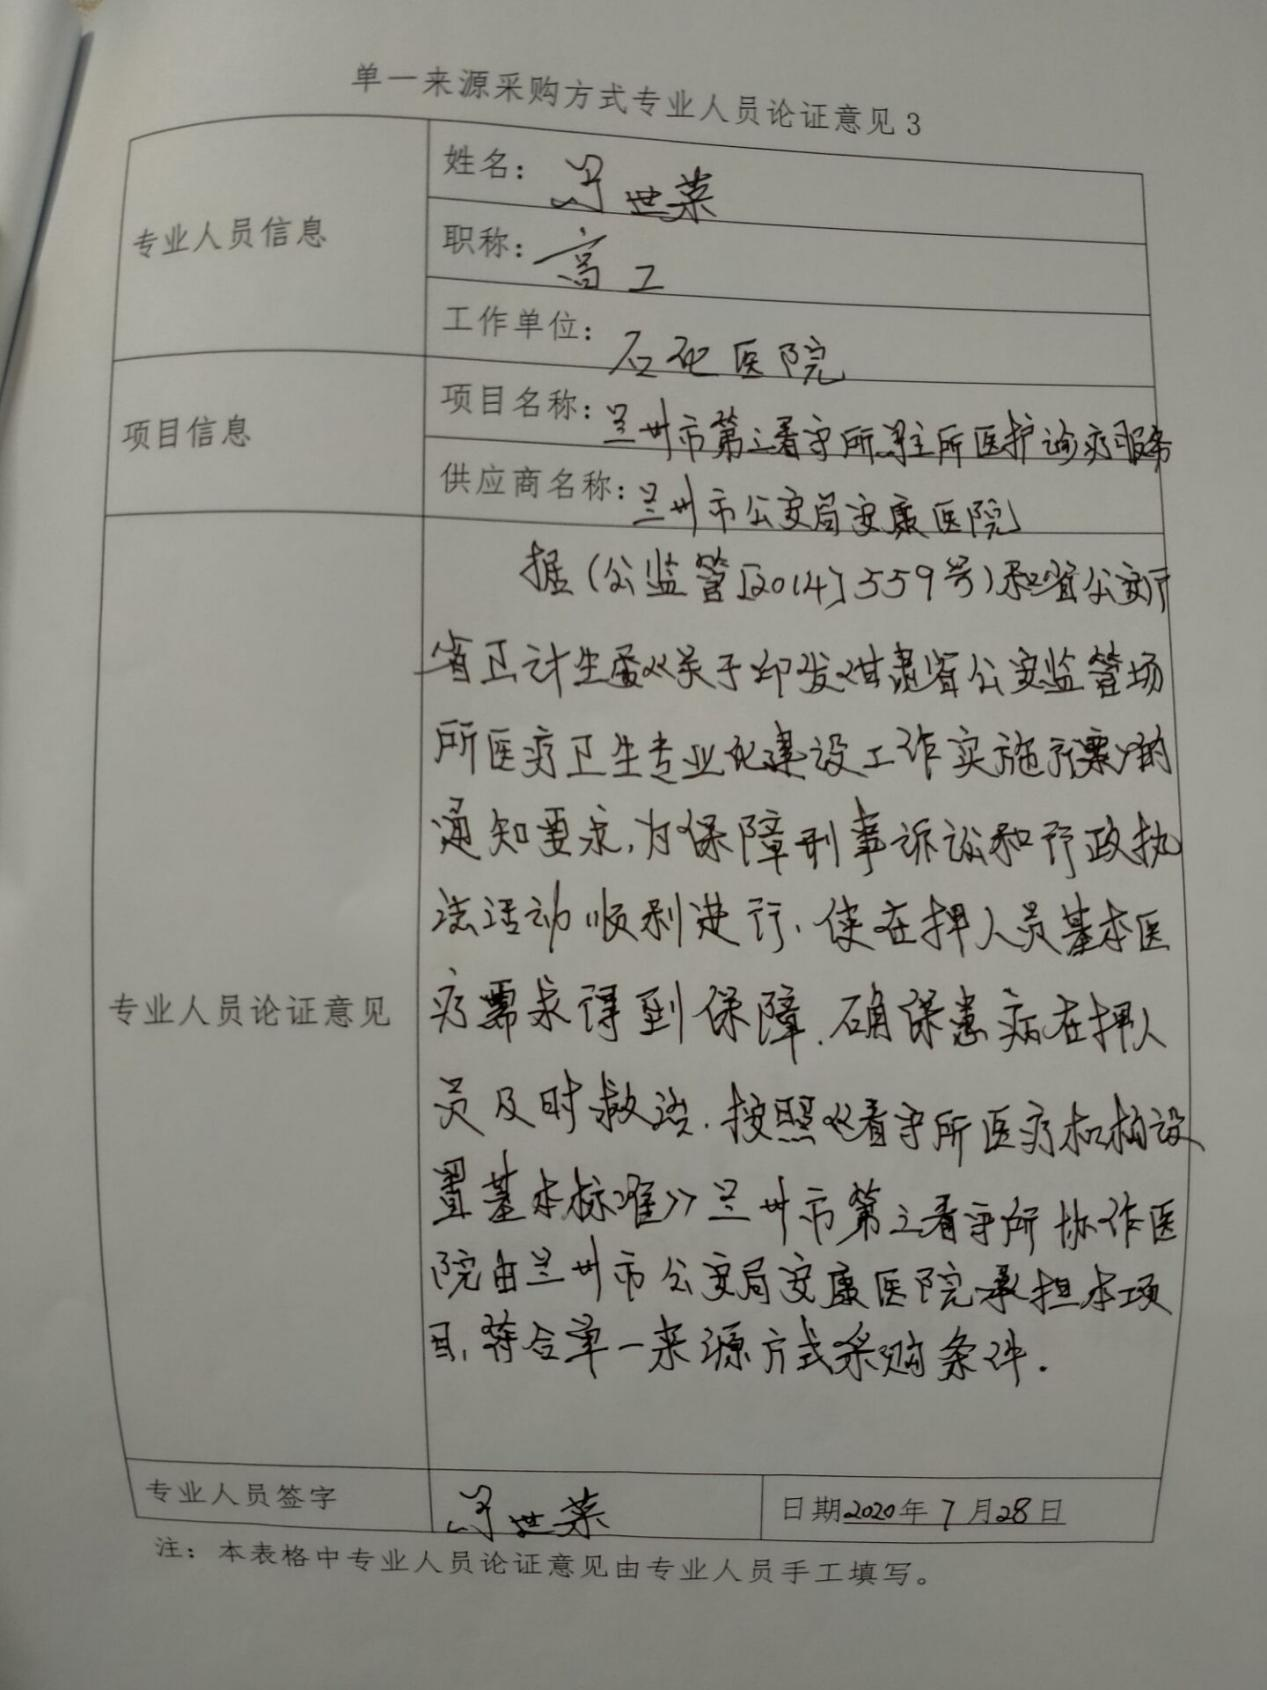 单一来源采购方式专业人员论证意见3
专业人员信息
姓名：冯世荣
职称：高工
工作单位：石化医院
项目信息
项目名称：兰州市第三看守所驻所医护诊疗服务
供应商名称：兰州市公安局安康医院
专业人员论证意见
据（公监管[2014]559号）和省公安厅
省卫计生委《关于印发《甘肃省公安监管场
所医疗卫生专业化建设工作实施方案》的
通知要求，为保障刑事诉讼和行政执
法活动顺利进行，使在押人员基本医
疗需求得到保障，确保患病在押人
员及时救治，按照《看守所医疗机构设
置基本标准》兰州市第三看守所协作医
院由兰州市公安局安康医院承担本项
目，符合单一来源方式采购条件．
专业人员签字
冯世荣
日期2020年7月28日
注：本表格中专业人员论证意见由专业人员手工填写。